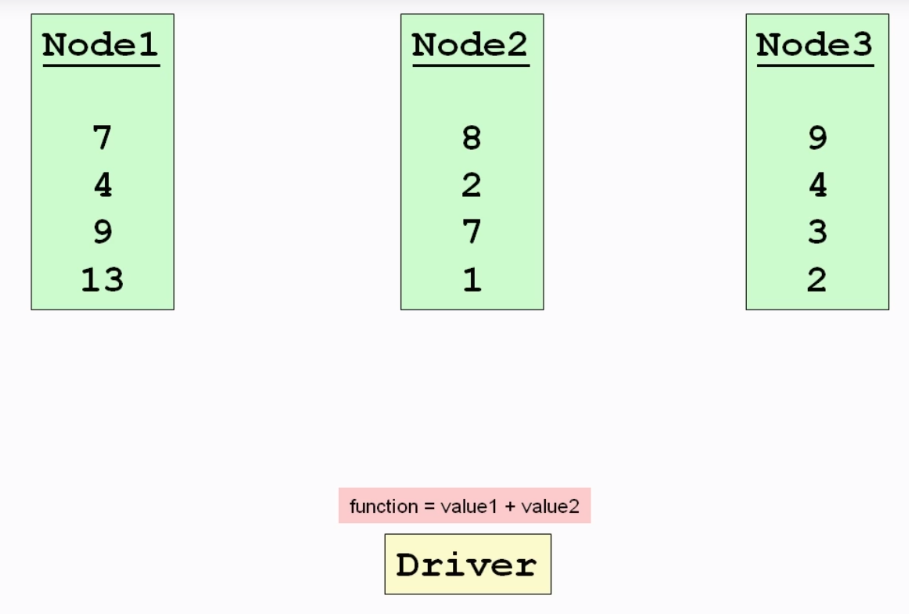 Node1
7
4
9
13
Node2
8
2
7
1
Node3
9
4
3
2
function = value1 + value2
Driver